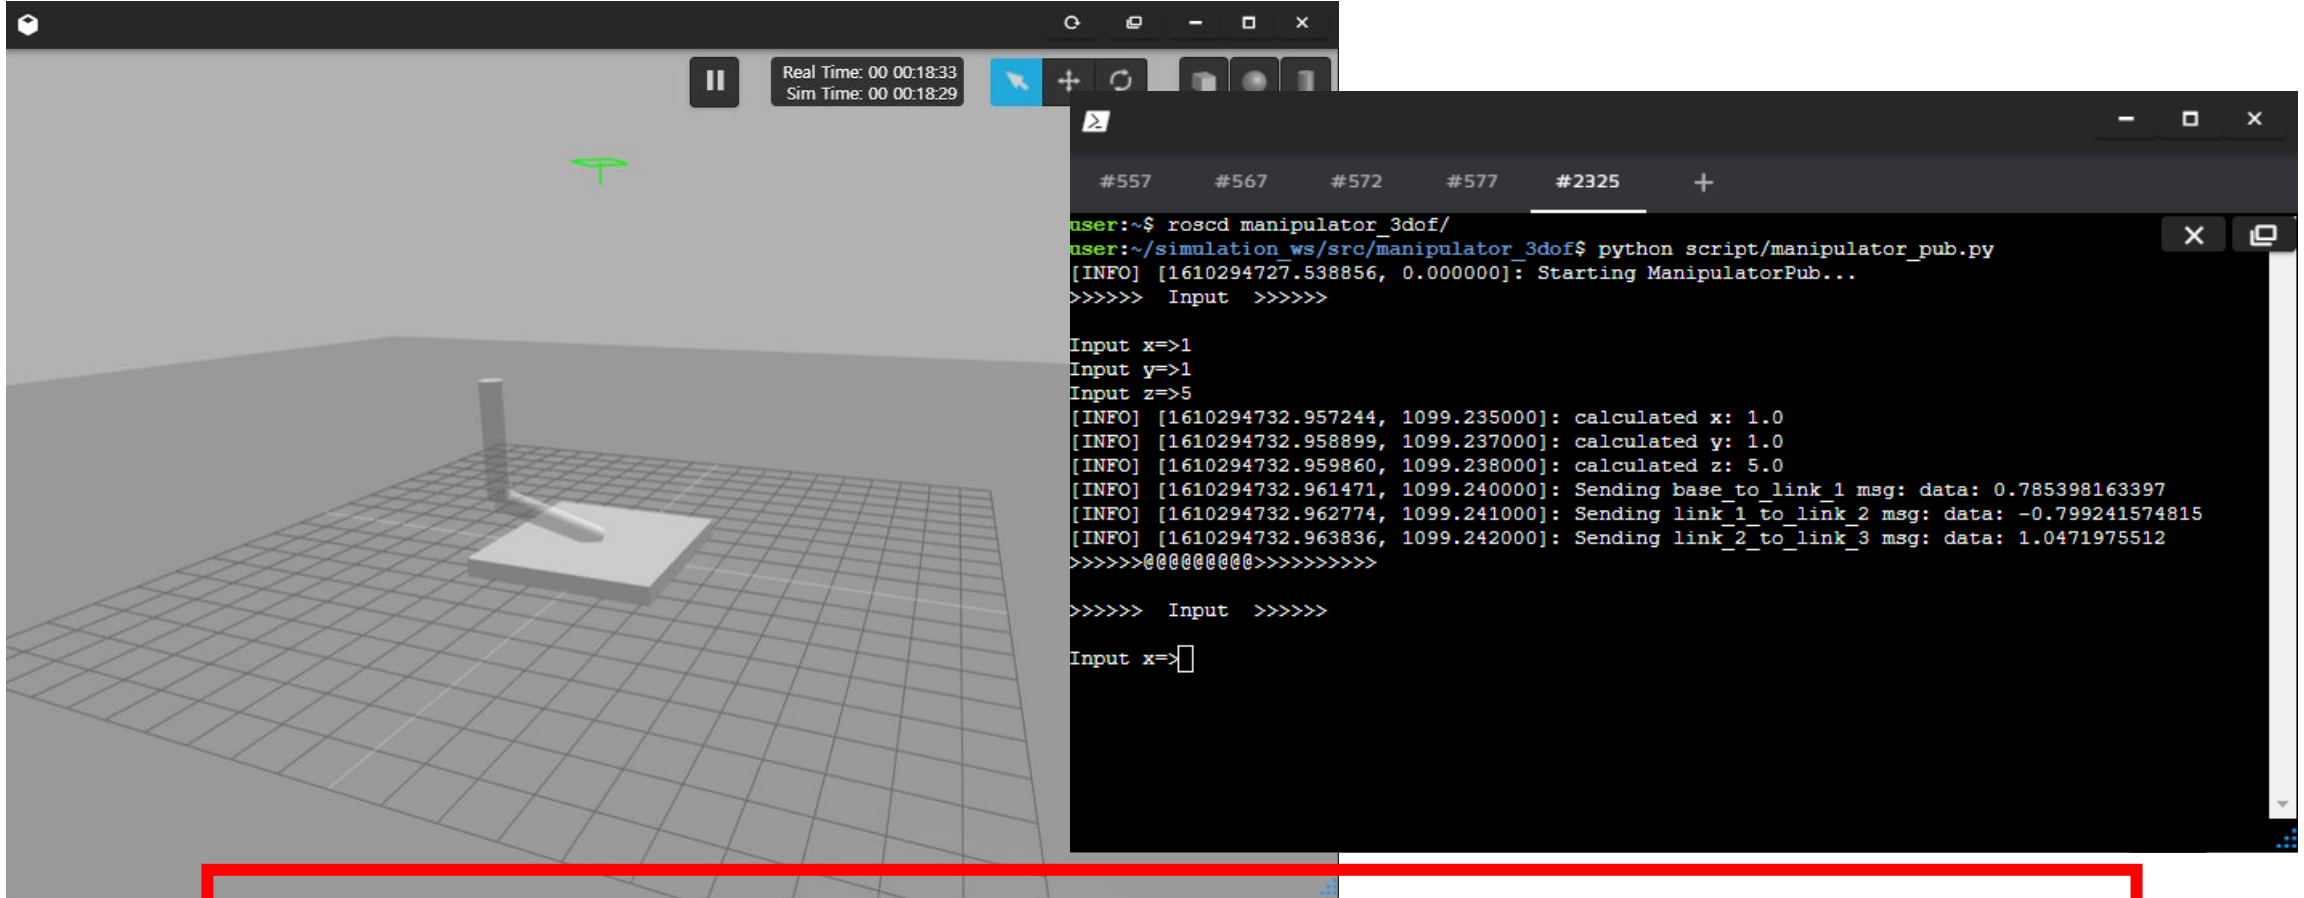 Real Time: 00 00:18:33
Sim Time: 00 00:18:29
#557 #567 #572 #577 #2325 +
user:~$ roscd manipulator_3dof/
user:~/simulation_ws/src/manipulator_3dof$ python script/manipulator_pub.py
[INFO] [1610294727.538856, 0.000000]: Starting ManipulatorPub...
>>>>>>  Input  >>>>>>
Input x=>1
Input y=>1
Input z=>5
[INFO] [1610294732.957244, 1099.235000]: calculated x: 1.0
[INFO] [1610294732.958899, 1099.237000]: calculated y: 1.0
[INFO] [1610294732.959860, 1099.238000]: calculated z: 5.0
[INFO] [1610294732.961471, 1099.240000]: Sending base_to_link_1 msg: data: 0.785398163397
[INFO] [1610294732.962774, 1099.241000]: Sending link_1_to_link_2 msg: data: -0.799241574815
[INFO] [1610294732.963836, 1099.242000]: Sending link_2_to_link_3 msg: data: 1.0471975512
>>>>>>@@@@@@@@@>>>>>>>>>>
>>>>>>  Input  >>>>>>
Input x=>